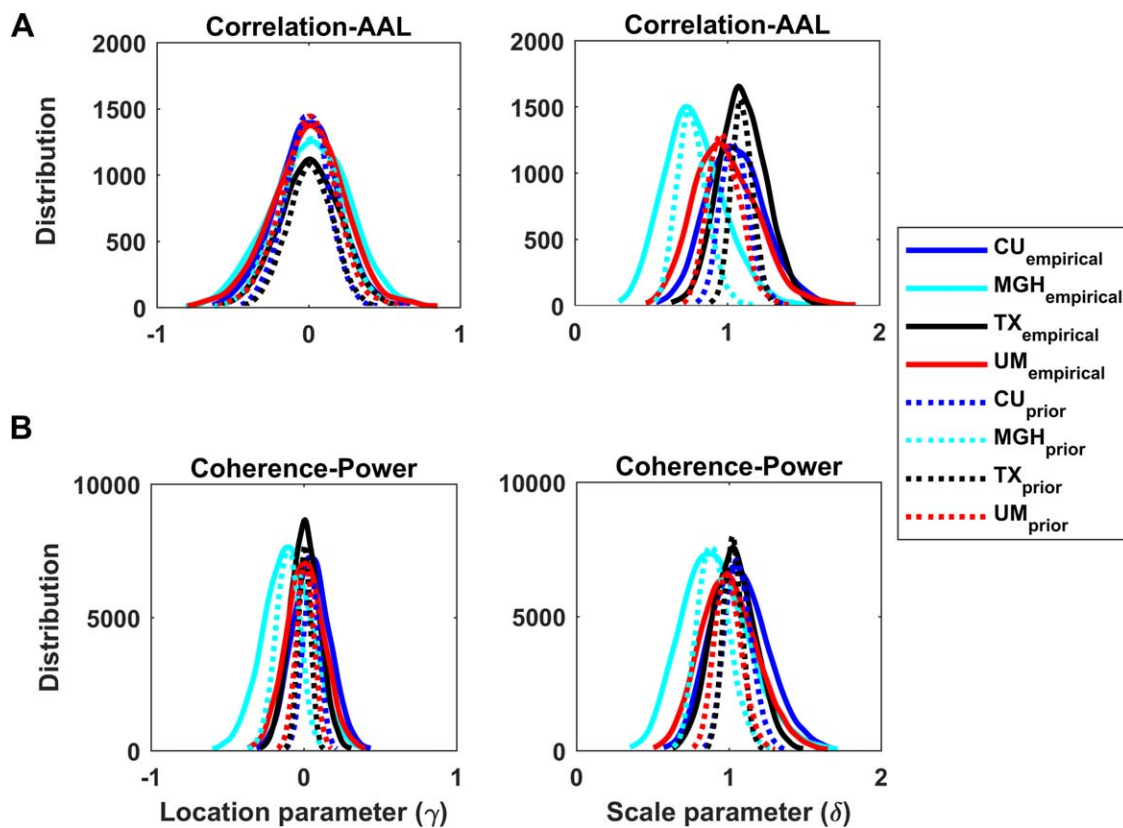 A
Correlation-AAL
Correlation-AAL
2000
1500
1000
500
0
-1
0
1
Distribution
2000
1500
1000
500
0
0
1
2
CU empirical
MGH empirical
TX empirical
UM empirical
CU prior
MGH prior
TX prior
UM prior
B
Coherence-Power
Coherence-Power
10000
5000
0
-1
0
1
Distribution
Location parameter (γ)
10000
5000
0
0
1
2
Scale parameter (δ)